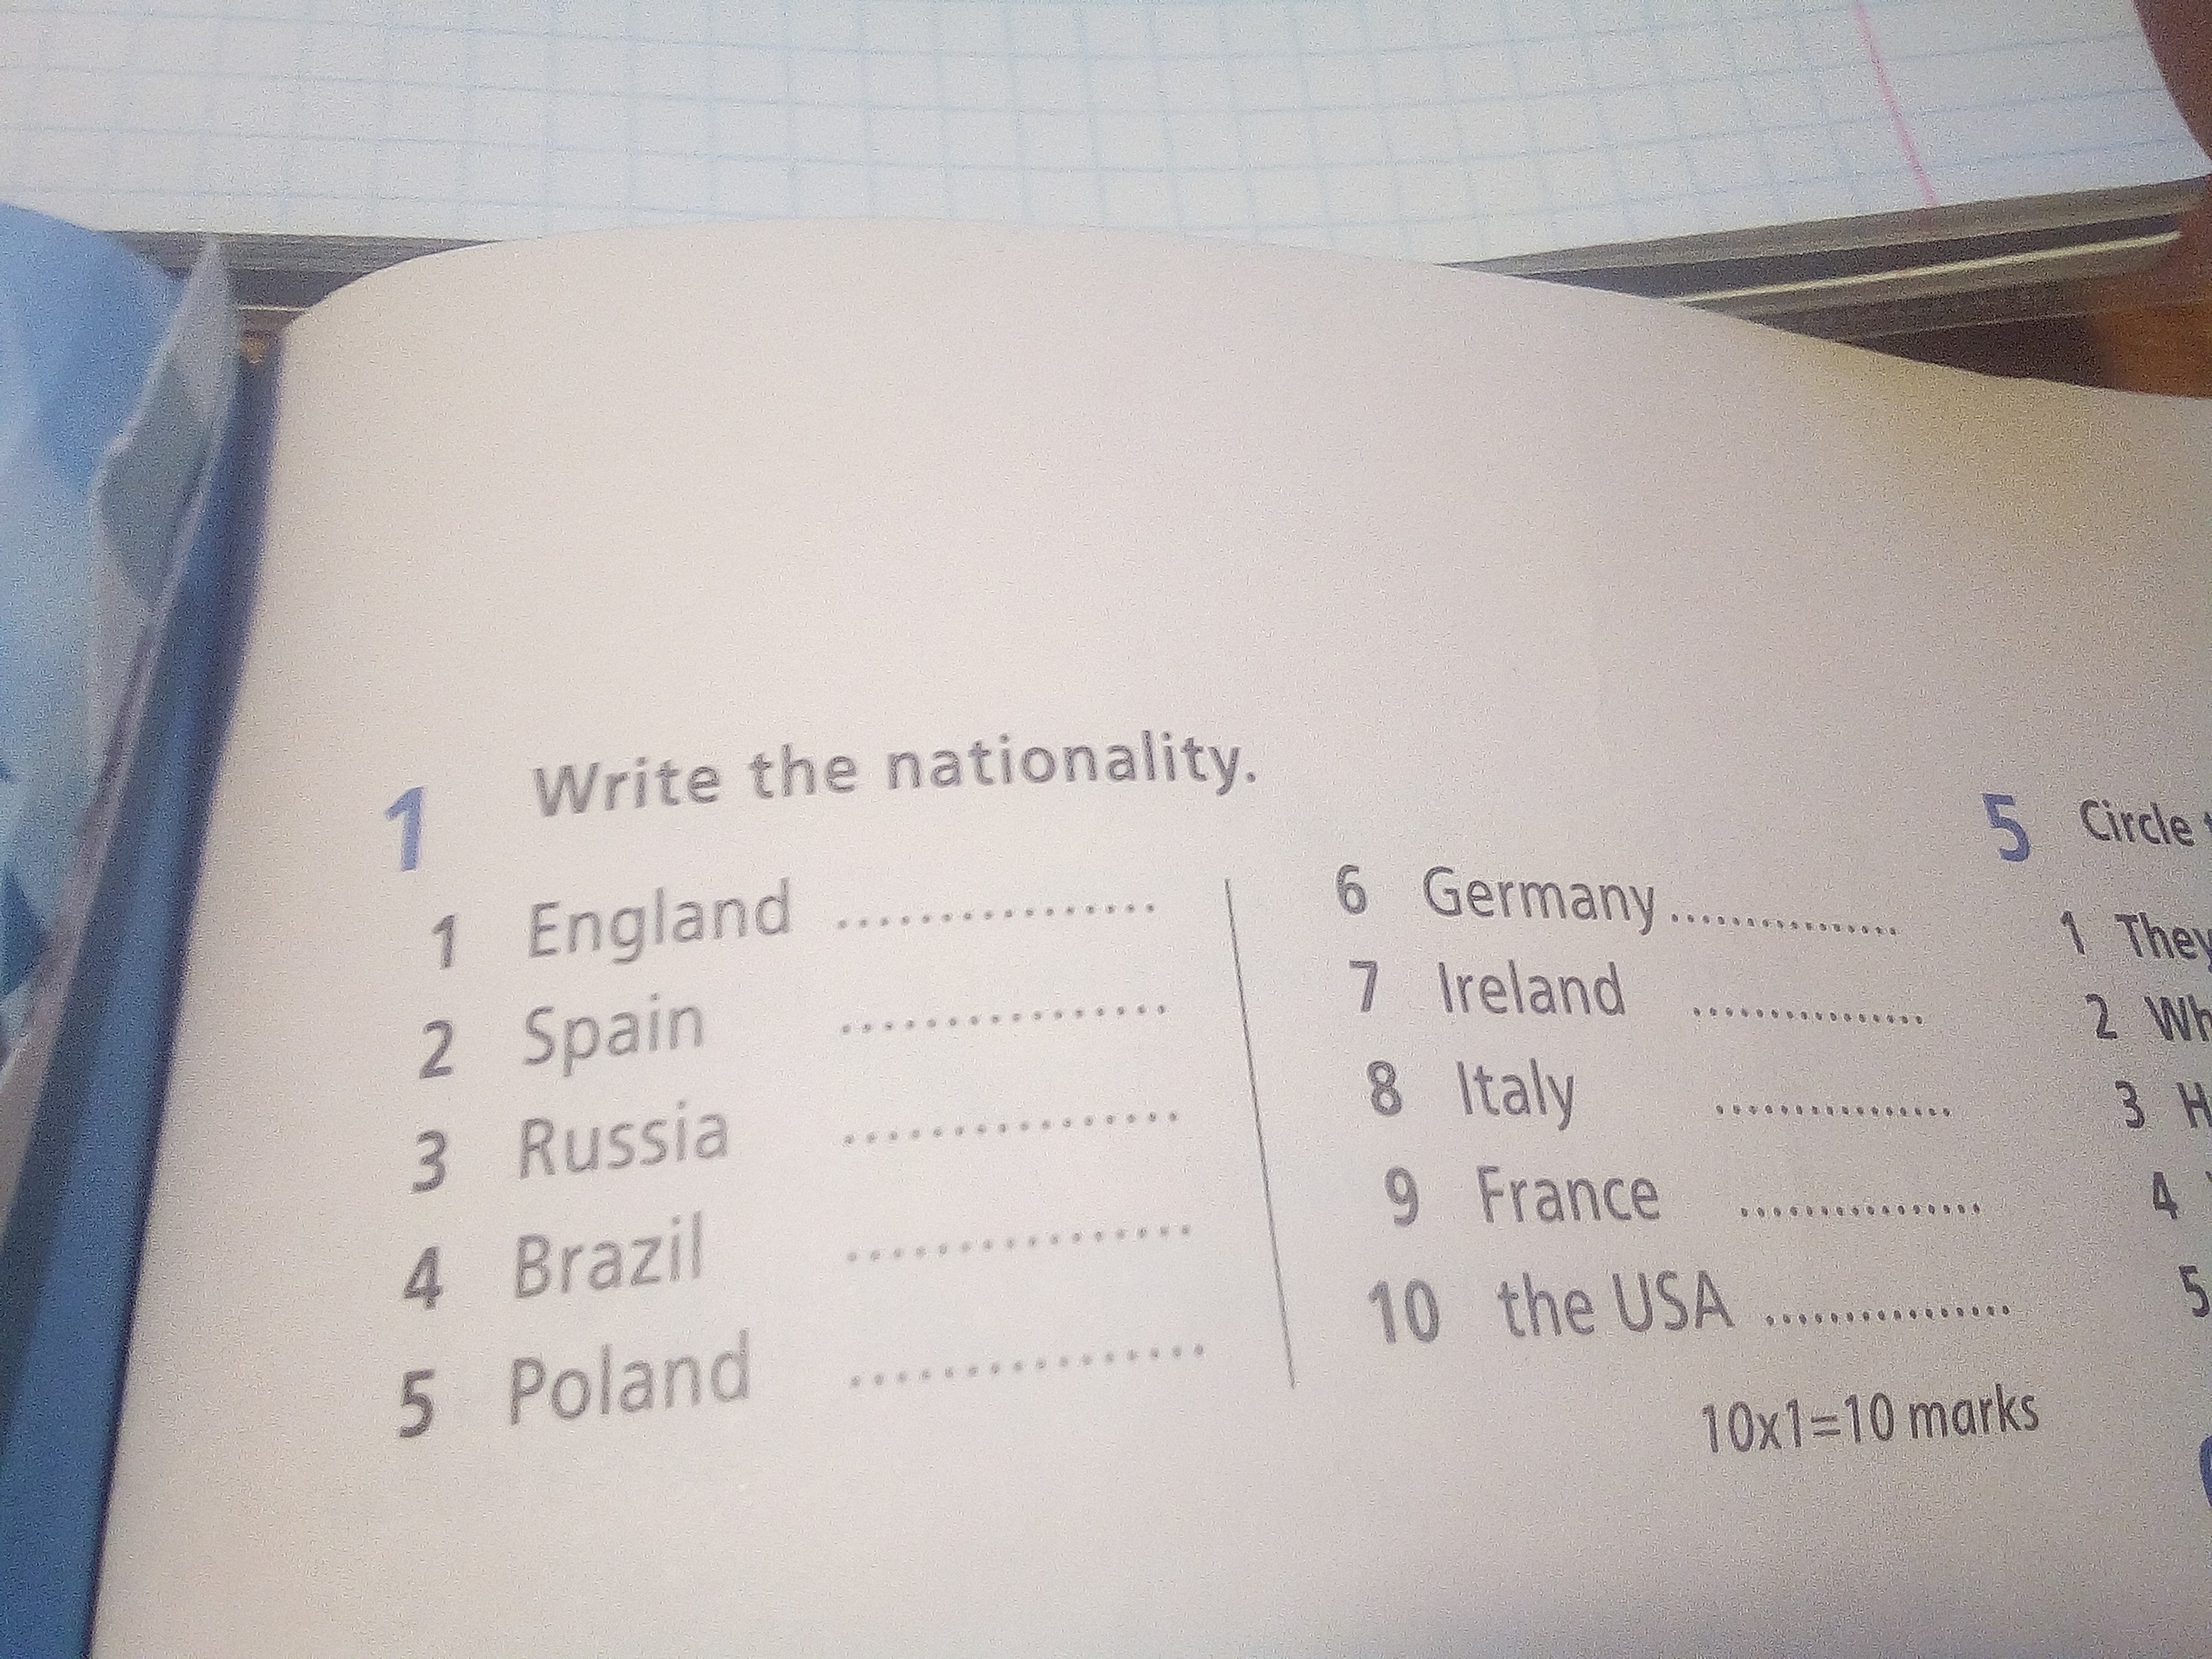 1 Write the nationality.
1 England ................
2 Spain ................
3 Russia ................
4 Brazil ................
5 Poland ................
6 Germany ................
7 Ireland ................
8 Italy ................
9 France ................
10 the USA ................
10x1=10 marks
5 Circle
1 They
2 Wh
3 H
4
5